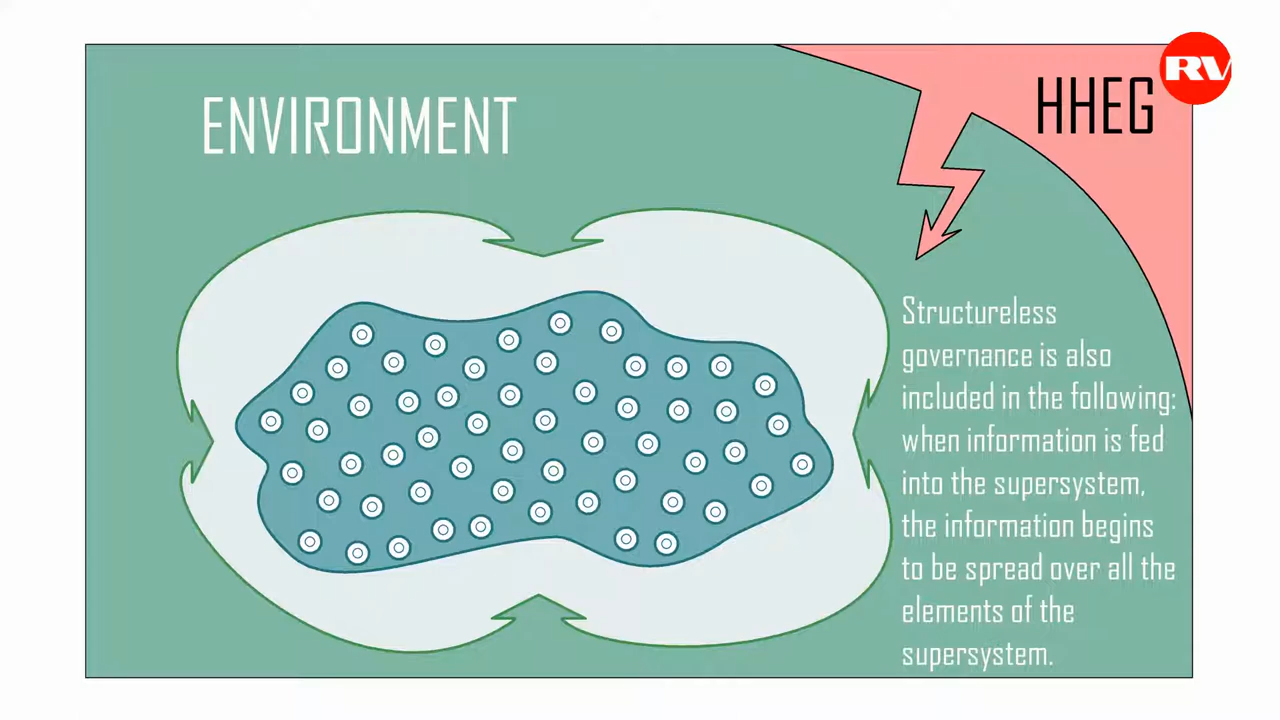 RV
HHEG
ENVIRONMENT
Structureless
governance is also
included in the following:
when information is fed
into the supersystem,
the information begins
to be spread over all the
elements of the
supersystem.